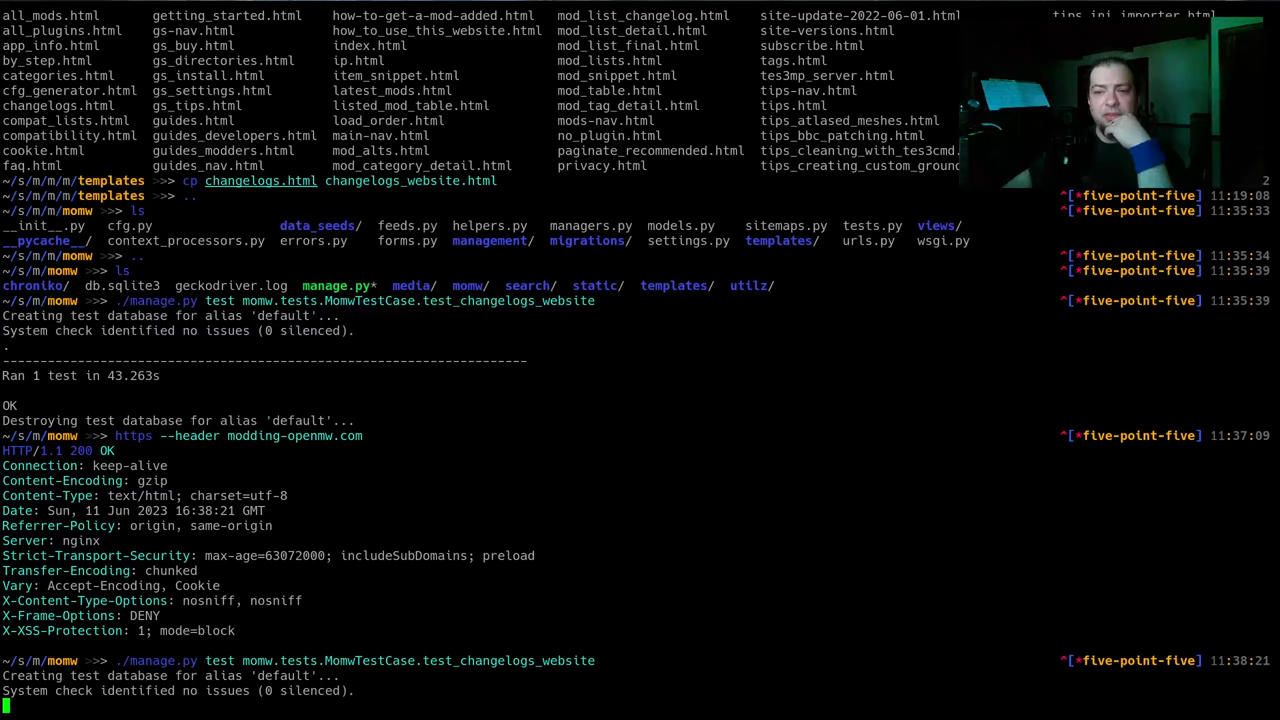 all_mods.html getting_started.html how-to-get-a-mod-added.html mod_list_changelog.html site-update-2022-06-01.html tips_ini_importer.html
all_plugins.html gs-nav.html how_to_use_this_website.html mod_list_detail.html site-versions.html
app_info.html gs_buy.html index.html mod_list_final.html subscribe.html
by_step.html gs_directories.html ip.html mod_lists.html tags.html
categories.html gs_install.html item_snippet.html mod_snippet.html tes3mp_server.html
cfg_generator.html gs_settings.html latest_mods.html mod_table.html tips-nav.html
changelogs.html gs_tips.html listed_mod_table.html mod_tag_detail.html tips.html
compat_lists.html guides.html load_order.html mods-nav.html tips_atlased_meshes.html
compatibility.html guides_developers.html main-nav.html no_plugin.html tips_bbc_patching.html
cookie.html guides_modders.html mod_alts.html paginate_recommended.html tips_cleaning_with_tes3cmd.
faq.html guides_nav.html mod_category_detail.html privacy.html tips_creating_custom_ground
~/s/m/m/m/templates >>> cp changelogs.html changelogs_website.html 2
~/s/m/m/m/templates >>> .. ^[*five-point-five] 11:19:08
~/s/m/m/momw >>> ls ^[*five-point-five] 11:35:33
__init__.py cfg.py data_seeds/ feeds.py helpers.py managers.py models.py sitemaps.py tests.py views/
__pycache__/ context_processors.py errors.py forms.py management/ migrations/ settings.py templates/ urls.py wsgi.py
~/s/m/m/momw >>> .. ^[*five-point-five] 11:35:34
~/s/m/momw >>> ls ^[*five-point-five] 11:35:39
chroniko/ db.sqlite3 geckodriver.log manage.py* media/ momw/ search/ static/ templates/ utilz/
~/s/m/momw >>> ./manage.py test momw.tests.MomwTestCase.test_changelogs_website ^[*five-point-five] 11:35:39
Creating test database for alias 'default'...
System check identified no issues (0 silenced).
.
----------------------------------------------------------------------
Ran 1 test in 43.263s
OK
Destroying test database for alias 'default'...
~/s/m/momw >>> https --header modding-openmw.com ^[*five-point-five] 11:37:09
HTTP/1.1 200 OK
Connection: keep-alive
Content-Encoding: gzip
Content-Type: text/html; charset=utf-8
Date: Sun, 11 Jun 2023 16:38:21 GMT
Referrer-Policy: origin, same-origin
Server: nginx
Strict-Transport-Security: max-age=63072000; includeSubDomains; preload
Transfer-Encoding: chunked
Vary: Accept-Encoding, Cookie
X-Content-Type-Options: nosniff, nosniff
X-Frame-Options: DENY
X-XSS-Protection: 1; mode=block
~/s/m/momw >>> ./manage.py test momw.tests.MomwTestCase.test_changelogs_website ^[*five-point-five] 11:38:21
Creating test database for alias 'default'...
System check identified no issues (0 silenced).